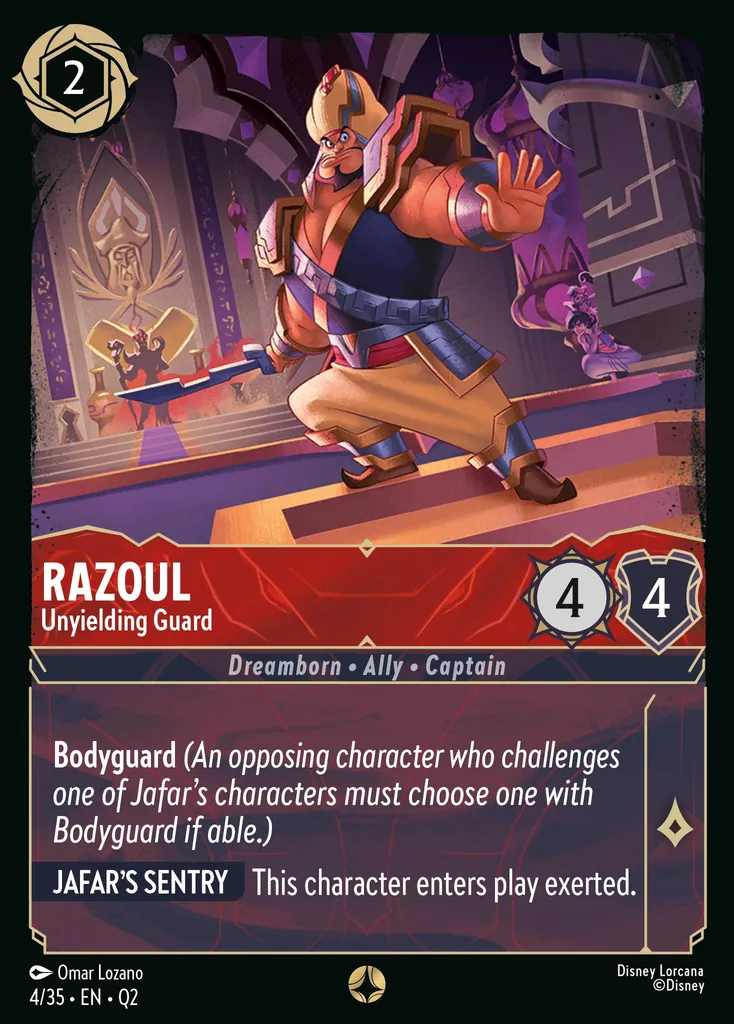 2
RAZOUL
Unyielding Guard
4
4
Dreamborn • Ally • Captain
Bodyguard (An opposing character who challenges
one of Jafar’s characters must choose one with
Bodyguard if able.)
JAFAR’S SENTRY This character enters play exerted.
Omar Lozano
4/35 • EN • Q2
Disney Lorcana
©Disney